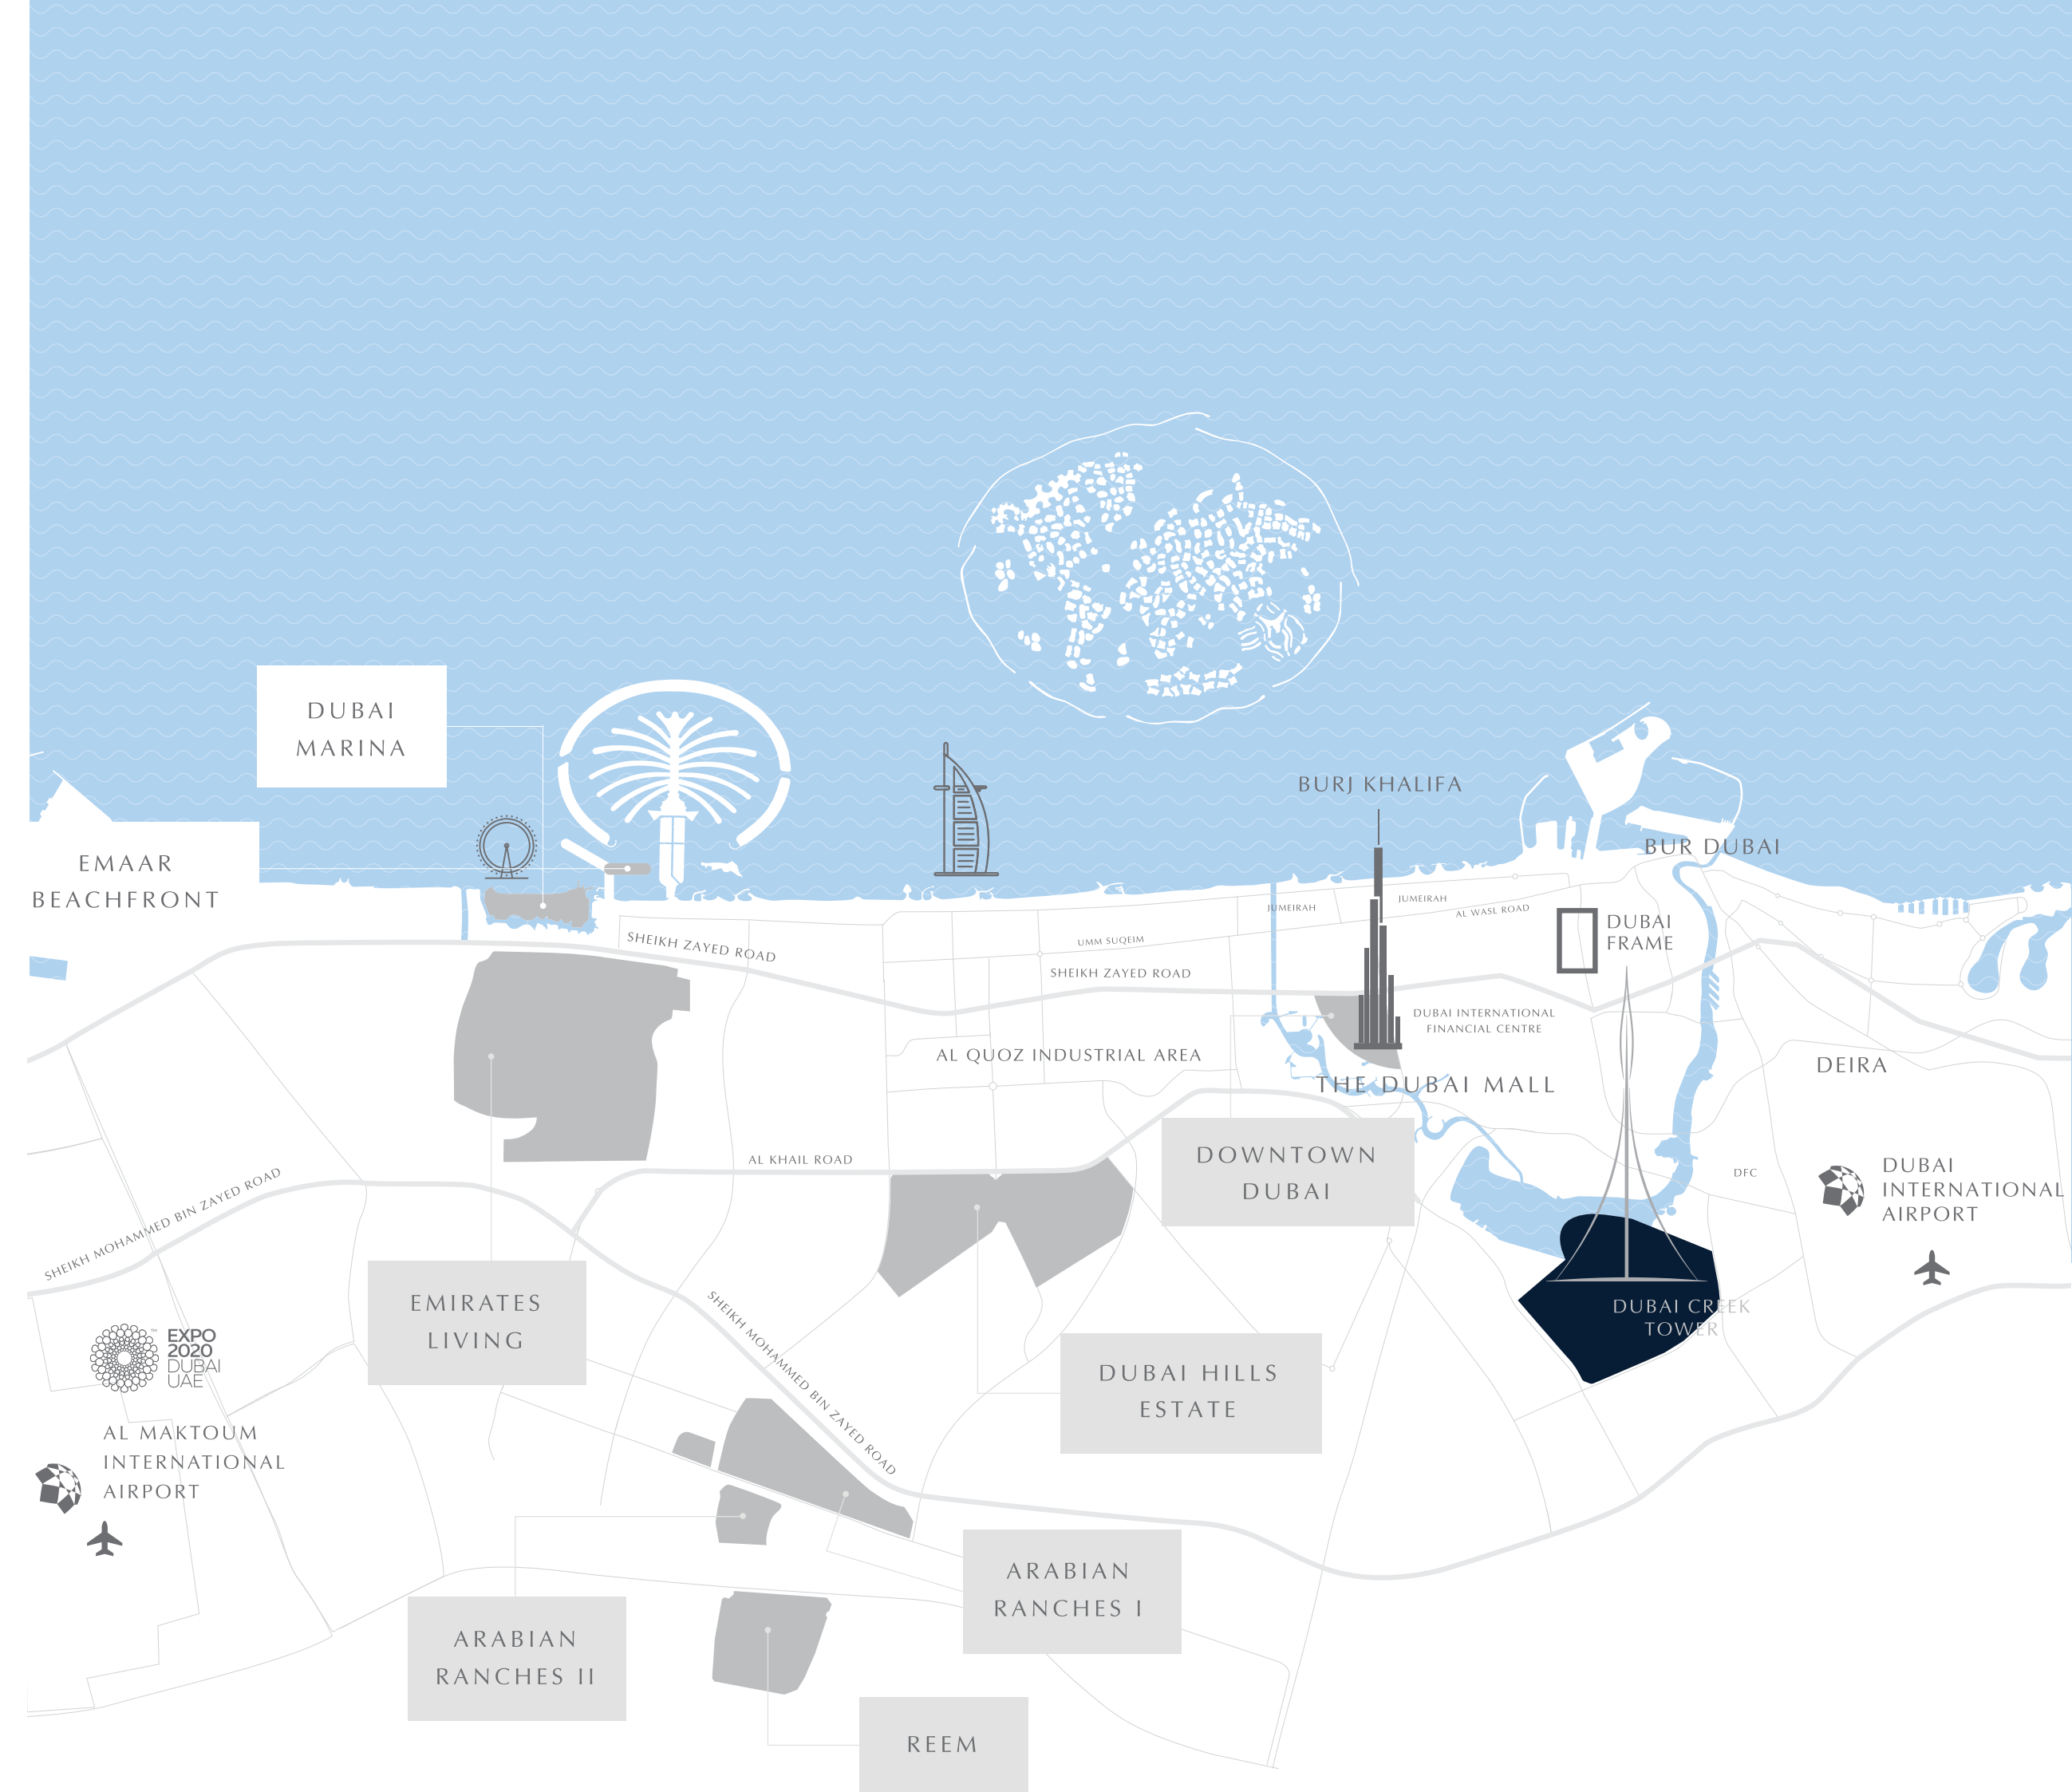 DUBAI
MARINA
BURJ KHALIFA
BUR DUBAI
EMAAR
BEACHFRONT
JUMEIRAH
JUMEIRAH
AL WASL ROAD
DUBAI
FRAME
SHEIKH ZAYED ROAD
UMM SUQEIM
SHEIKH ZAYED ROAD
DUBAI INTERNATIONAL
FINANCIAL CENTRE
AL QUOZ INDUSTRIAL AREA
DEIRA
THE DUBAI MALL
DOWNTOWN
DUBAI
AL KHAIL ROAD
DFC
DUBAI
INTERNATIONAL
AIRPORT
SHEIKH MOHAMMED BIN ZAYED ROAD
EMIRATES
LIVING
DUBAI CREEK
TOWER
EXPO
2020
DUBAI
UAE
™
SHEIKH MOHAMMED BIN ZAYED ROAD
DUBAI HILLS
ESTATE
AL MAKTOUM
INTERNATIONAL
AIRPORT
ARABIAN
RANCHES I
ARABIAN
RANCHES II
REEM